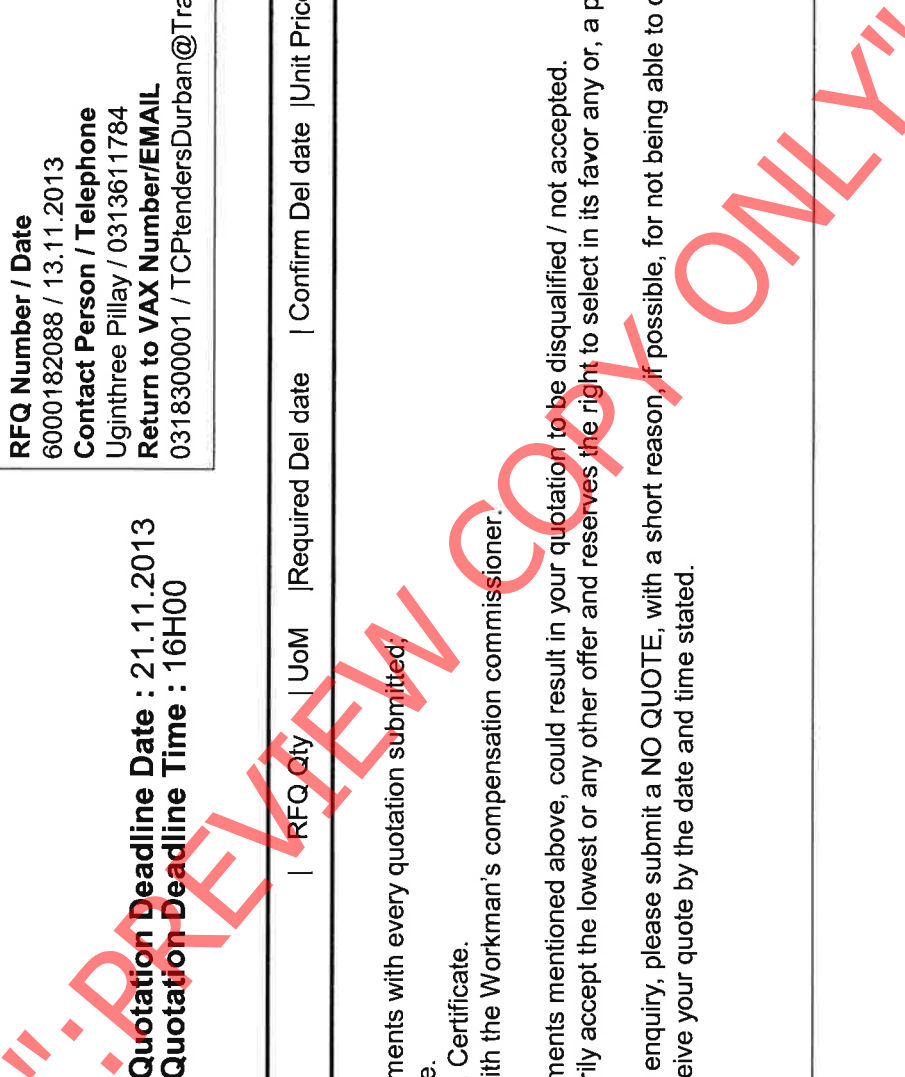 RFQ Number / Date
6000182088 / 13.11.2013
Contact Person / Telephone
Uginthree Pillay / 0313611784
Return to VAX Number/EMAIL
0318300001 / TCPtendersDurban@Tra
Quotation Deadline Date : 21.11.2013
Quotation Deadline Time : 16H00
| RFQ Qty | UoM |Required Del date | Confirm Del date |Unit Price
ments with every quotation submitted;
e.
Certificate.
ith the Workman's compensation commissioner.
ments mentioned above, could result in your quotation to be disqualified / not accepted.
rily accept the lowest or any other offer and reserves the right to select in its favor any or, a p
enquiry, please submit a NO QUOTE, with a short reason, if possible, for not being able to
eive your quote by the date and time stated.
":PREVIEW COPY ONLY"